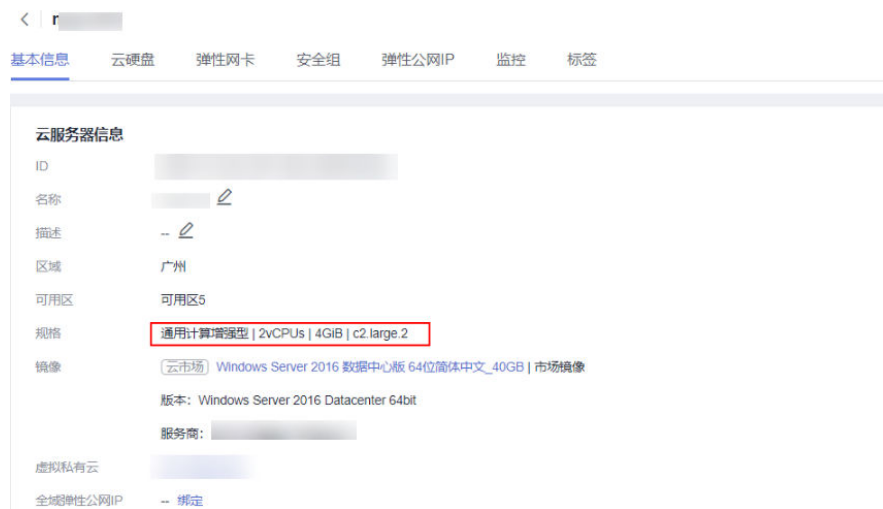 r
基本信息 云硬盘 弹性网卡 安全组 弹性公网IP 监控 标签
云服务器信息
ID
名称
描述 --
区域 广州
可用区 可用区5
规格 通用计算增强型 | 2vCPUs | 4GiB | c2.large.2
镜像 云市场 Windows Server 2016 数据中心版 64位简体中文_40GB | 市场镜像
版本：Windows Server 2016 Datacenter 64bit
服务商：
虚拟私有云
全域弹性公网IP -- 绑定